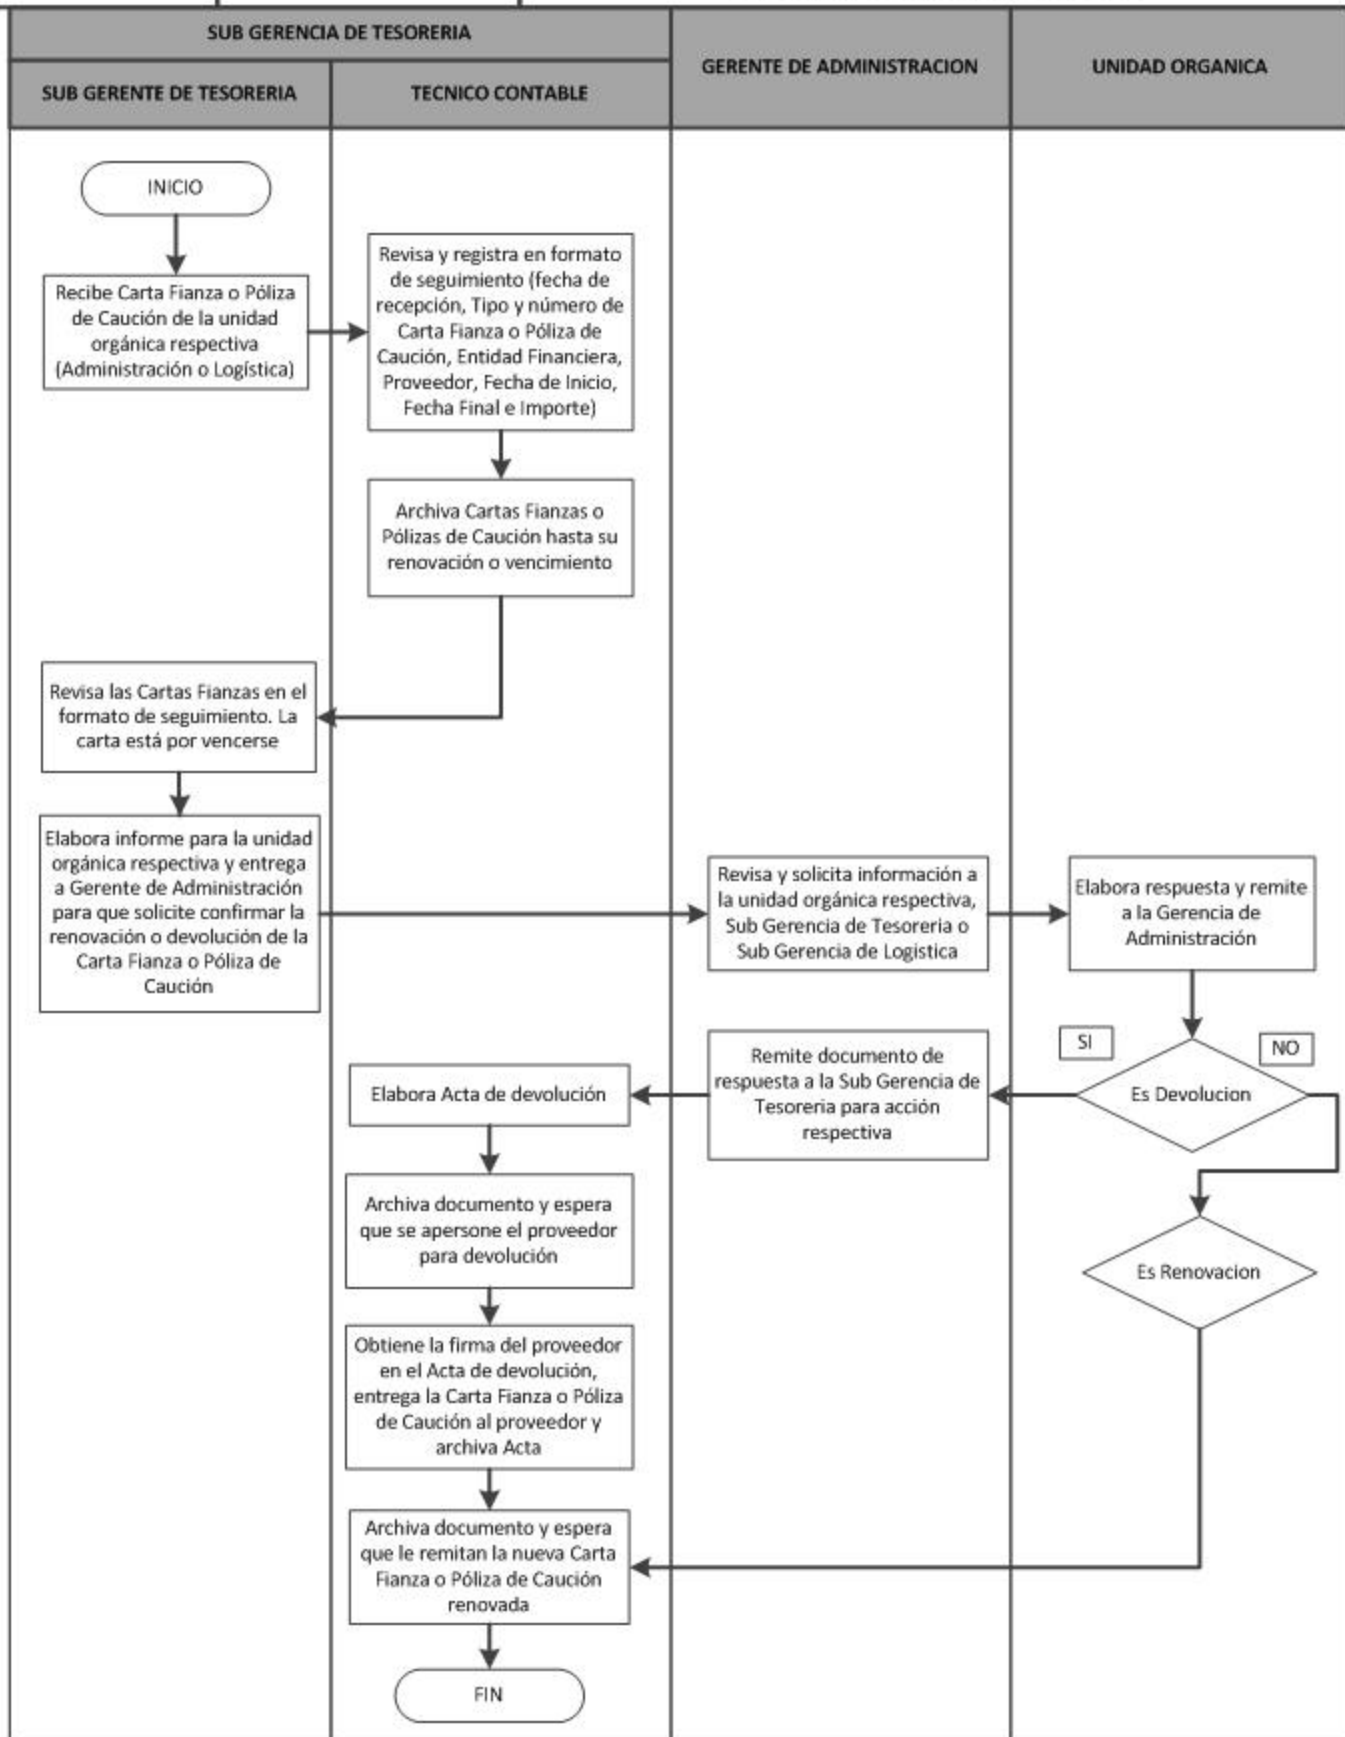 SUB GERENCIA DE TESORERIA
GERENTE DE ADMINISTRACION
UNIDAD ORGANICA
SUB GERENTE DE TESORERIA
TECNICO CONTABLE
INICIO
Recibe Carta Fianza o Póliza
de Caución de la unidad
orgánica respectiva
(Administración o Logística)
Revisa y registra en formato
de seguimiento (fecha de
recepción, Tipo y número de
Carta Fianza o Póliza de
Caución, Entidad Financiera,
Proveedor, Fecha de Inicio,
Fecha Final e Importe)
Archiva Cartas Fianzas o
Pólizas de Caución hasta su
renovación o vencimiento
Revisa las Cartas Fianzas en el
formato de seguimiento. La
carta está por vencerse
Elabora informe para la unidad
orgánica respectiva y entrega
a Gerente de Administración
para que solicite confirmar la
renovación o devolución de la
Carta Fianza o Póliza de
Caución
Revisa y solicita información a
la unidad orgánica respectiva,
Sub Gerencia de Tesoreria o
Sub Gerencia de Logistica
Elabora respuesta y remite
a la Gerencia de
Administración
SI
NO
Es Devolucion
Remite documento de
respuesta a la Sub Gerencia de
Tesoreria para acción
respectiva
Elabora Acta de devolución
Archiva documento y espera
que se apersone el proveedor
para devolución
Es Renovacion
Obtiene la firma del proveedor
en el Acta de devolución,
entrega la Carta Fianza o Póliza
de Caución al proveedor y
archiva Acta
Archiva documento y espera
que le remitan la nueva Carta
Fianza o Póliza de Caución
renovada
FIN